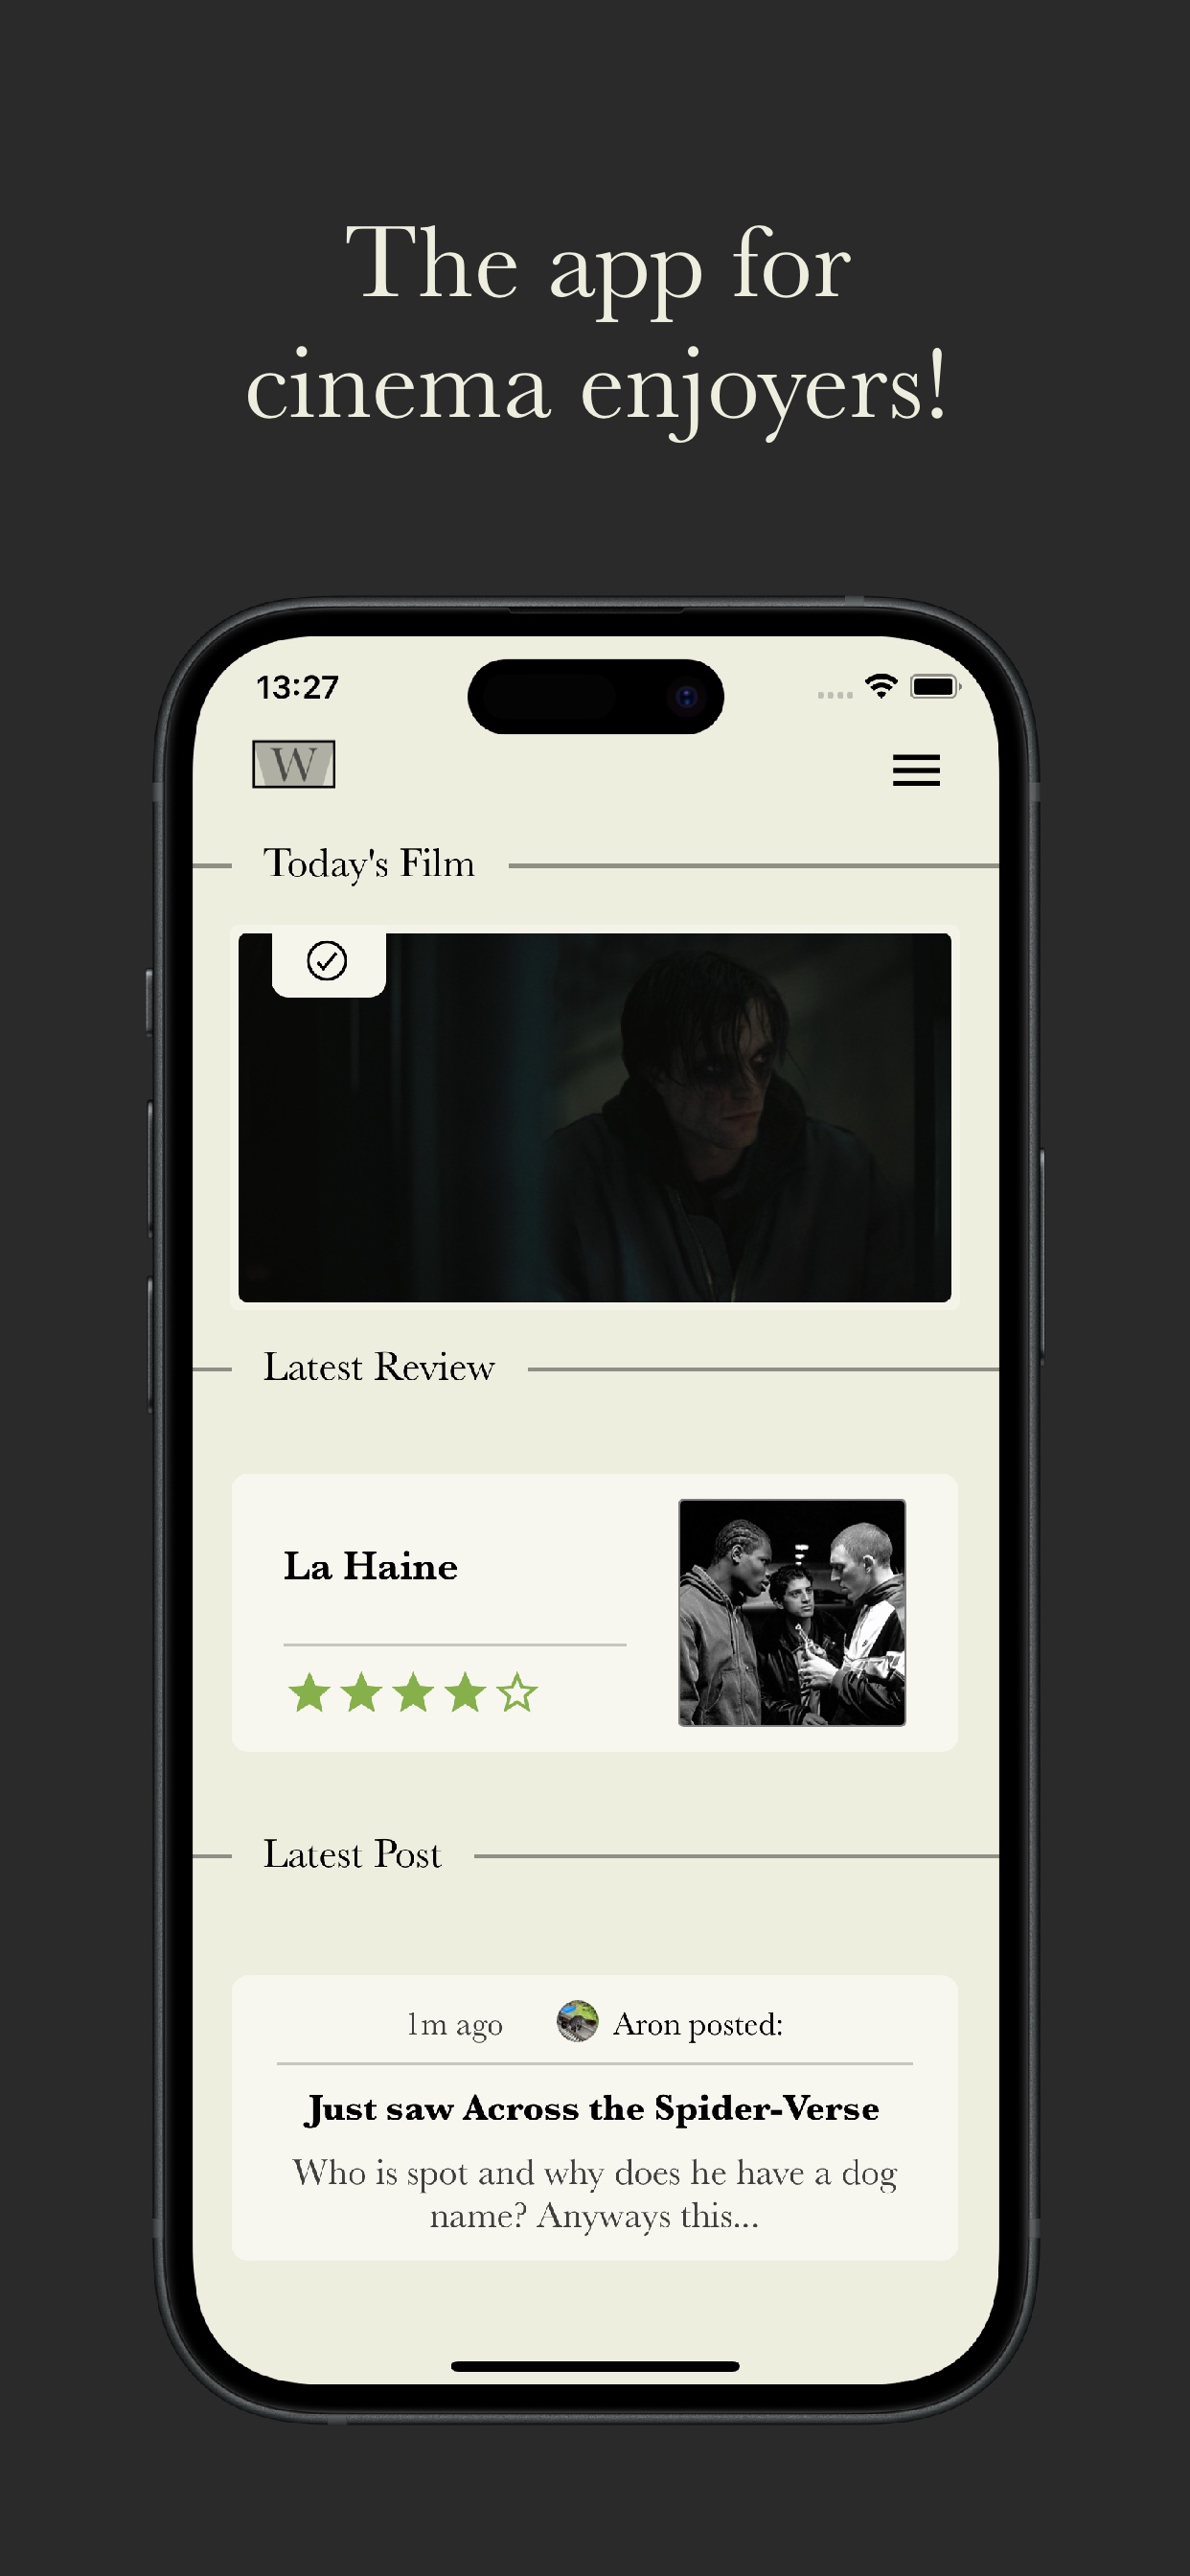 The app for
cinema enjoyers!
13:27
W
Today's Film
Latest Review
La Haine
Latest Post
1m ago Aron posted:
Just saw Across the Spider-Verse
Who is spot and why does he have a dog
name? Anyways this...